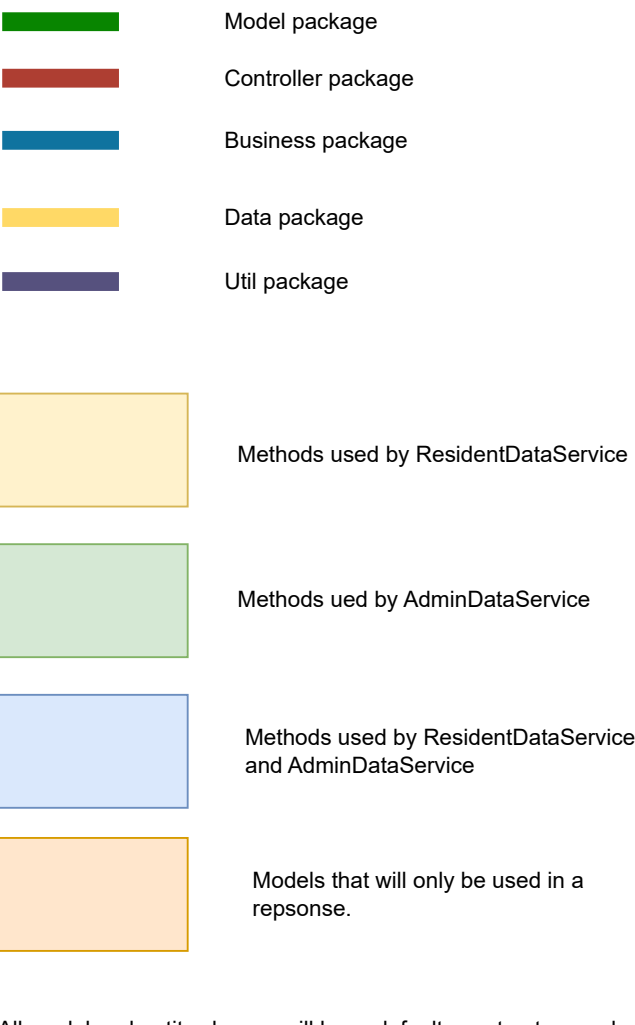 Model package
Controller package
Business package
Data package
Util package
Methods used by ResidentDataService
Methods ued by AdminDataService
Methods used by ResidentDataService
and AdminDataService
Models that will only be used in a
repsonse.